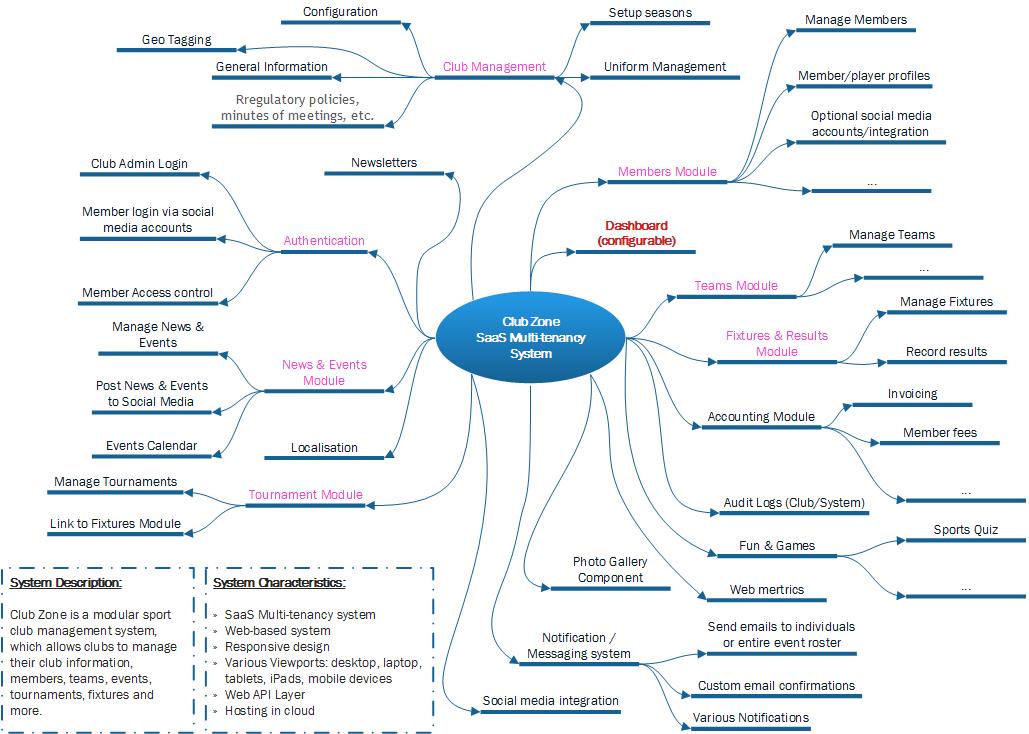 Configuration
Geo Tagging
General Information
Rregulatory policies,
minutes of meetings, etc.
Club Management
Setup seasons
Uniform Management
Manage Members
Member/player profiles
Optional social media
accounts/integration
...
Members Module
Newsletters
Club Admin Login
Member login via social
media accounts
Member Access control
Authentication
Dashboard
(configurable)
Teams Module
Manage Teams
...
Club Zone
SaaS Multi-tenancy
System
Fixtures & Results
Module
Manage Fixtures
Record results
Manage News &
Events
Post News & Events
to Social Media
Events Calendar
News & Events
Module
Localisation
Accounting Module
Invoicing
Member fees
...
Manage Tournaments
Link to Fixtures Module
Tournament Module
Audit Logs (Club/System)
Fun & Games
Sports Quiz
...
Photo Gallery
Component
Web mertrics
Notification /
Messaging system
Send emails to individuals
or entire event roster
Custom email confirmations
Various Notifications
Social media integration
System Description:
Club Zone is a modular sport
club management system,
which allows clubs to manage
their club information,
members, teams, events,
tournaments, fixtures and
more.
System Characteristics:
» SaaS Multi-tenancy system
» Web-based system
» Responsive design
» Various Viewports: desktop, laptop,
tablets, iPads, mobile devices
» Web API Layer
» Hosting in cloud